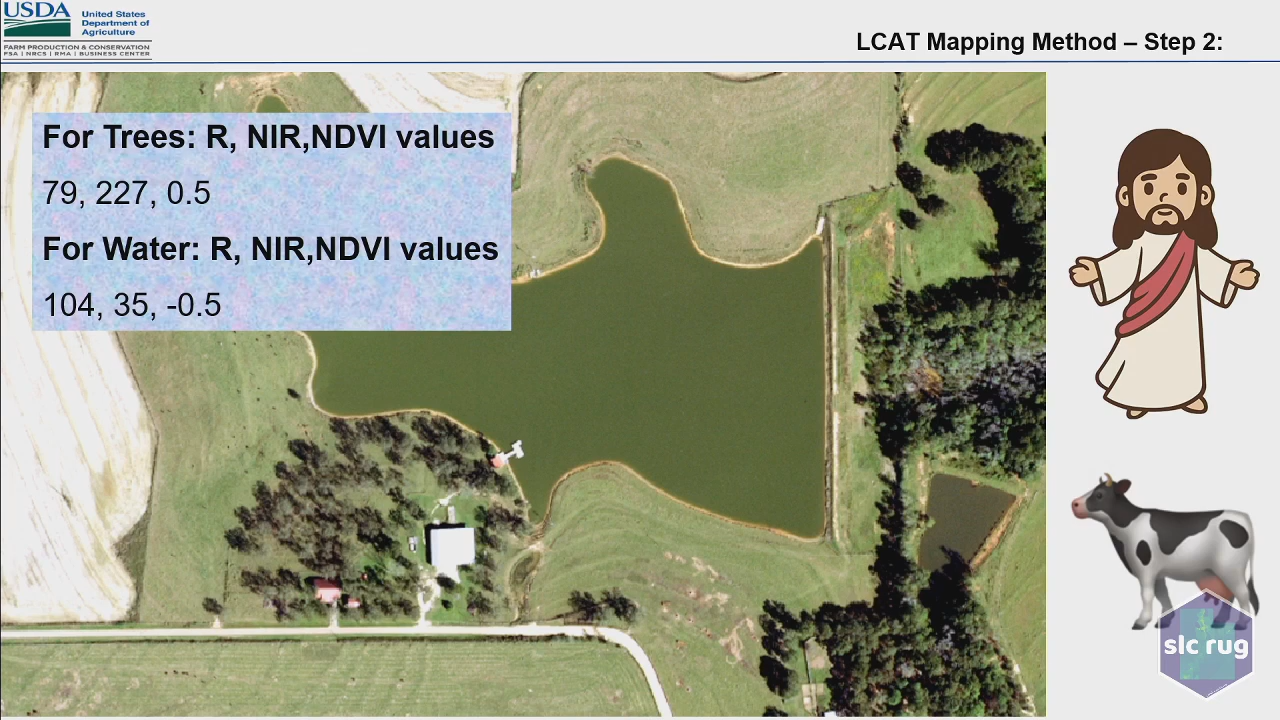 USDA
United States
Department of
Agriculture
FARM PRODUCTION & CONSERVATION
FSA | NRCS | RMA | BUSINESS CENTER
LCAT Mapping Method – Step 2:
For Trees: R, NIR,NDVI values
79, 227, 0.5
For Water: R, NIR,NDVI values
104, 35, -0.5
slc rug